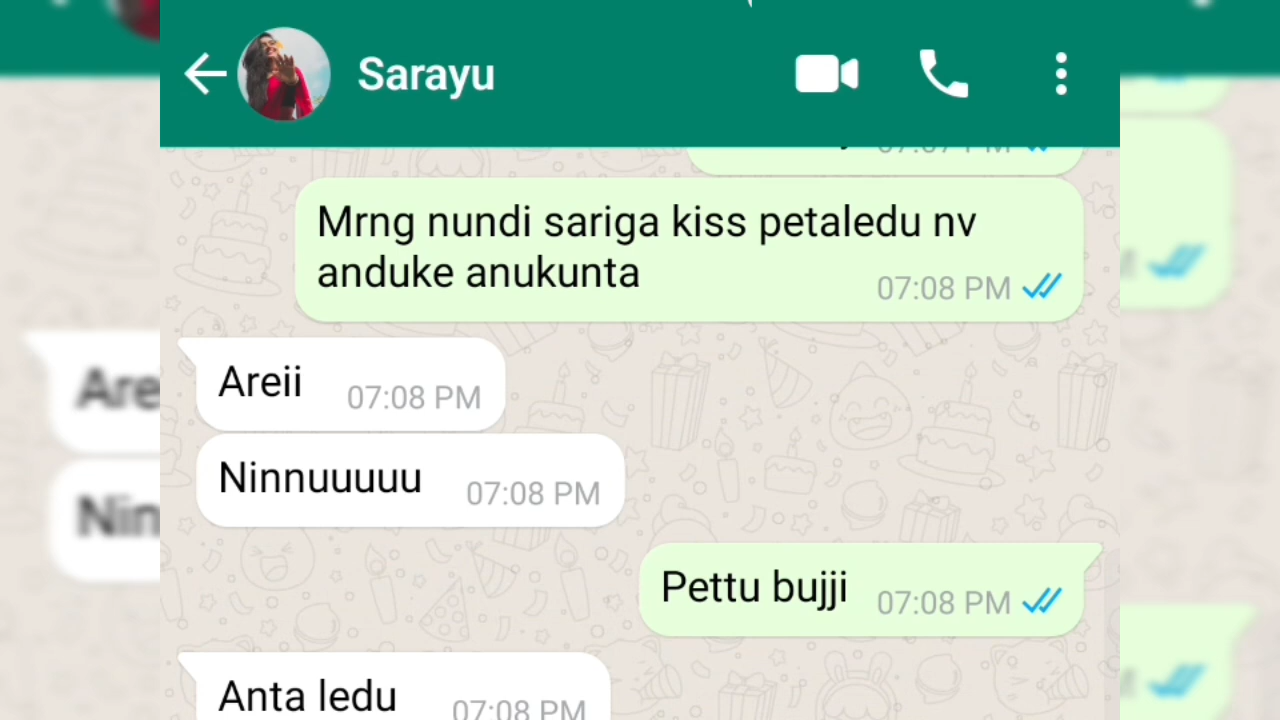 Sarayu
Mrng nundi sariga kiss petaledu nv
anduke anukunta
07:08 PM
Areii
07:08 PM
Ninnuuuuu
07:08 PM
Pettu bujji
07:08 PM
Anta ledu
07:08 PM